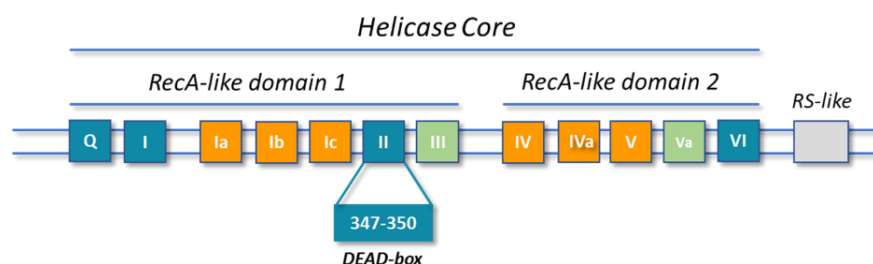 Helicase Core
RecA-like domain 1
RecA-like domain 2
RS-like
Q I Ia Ib Ic II III IV IVa V Va VI
347-350
DEAD-box